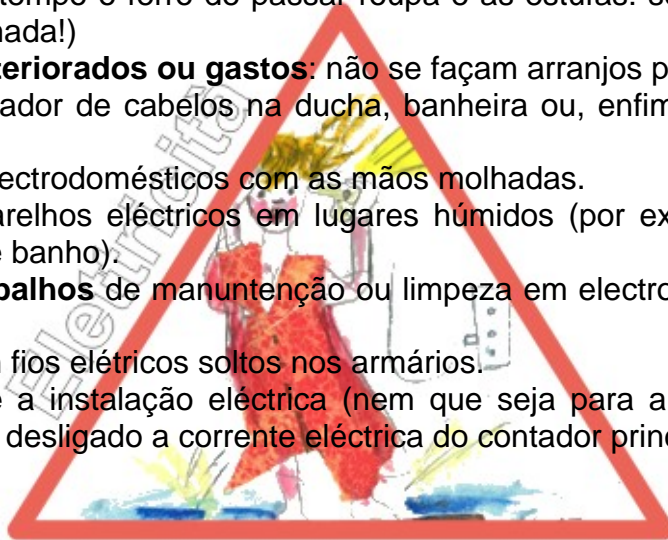 tempo o ferro de passar roupa e as estufas: se
nada!)
teriorados ou gastos: não se façam arranjos p
ador de cabelos na ducha, banheira ou, enfim
ectrodomésticos com as mãos molhadas.
arelhos eléctricos em lugares húmidos (por ex
e banho).
balhos de manuntenção ou limpeza em electro
fios elétricos soltos nos armários.
e a instalação eléctrica (nem que seja para a
desligado a corrente eléctrica do contador prin
Elettricità